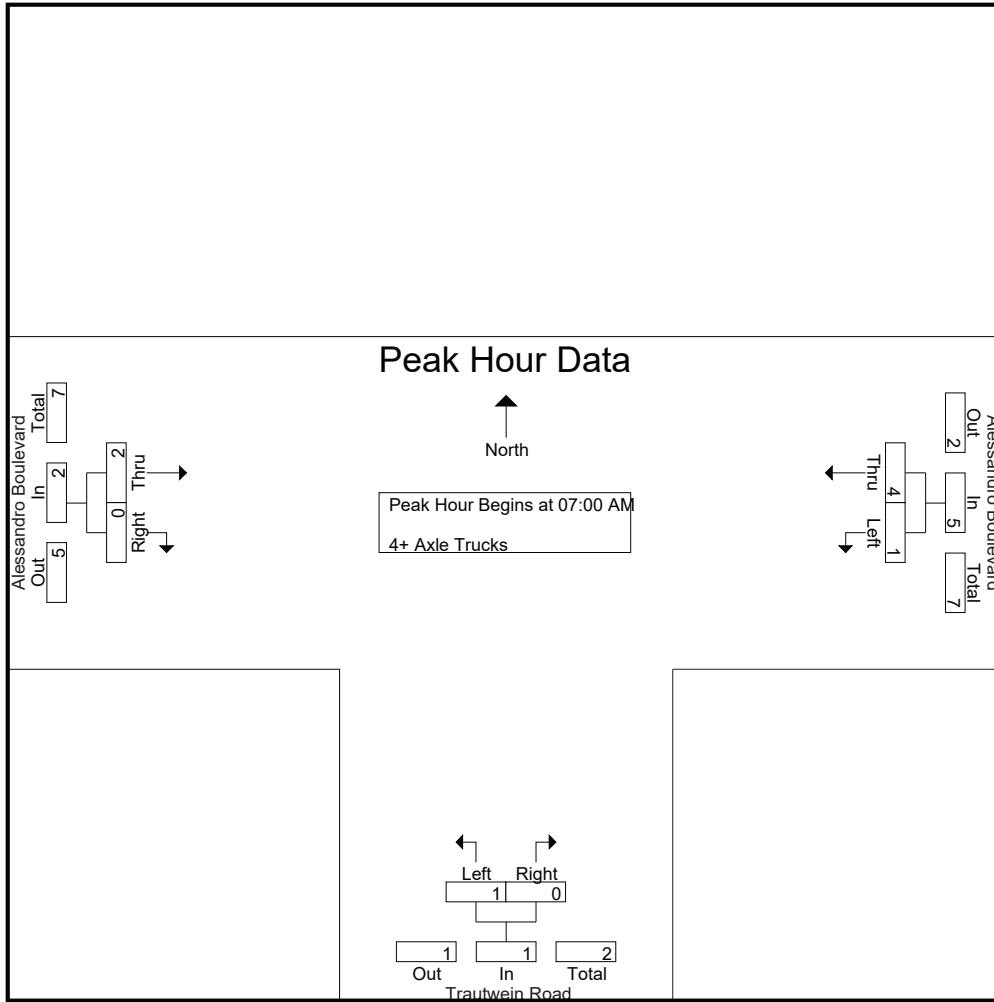 Peak Hour Data
North
Peak Hour Begins at 07:00 AM
4+ Axle Trucks
Alessandro Boulevard
Out
In
Total
5
2
7
Right
Thru
0
2
Alessandro Boulevard
Out
In
Total
2
5
7
Thru
Left
4
1
Left
Right
1
0
1
1
2
Out
In
Total
Trautwein Road